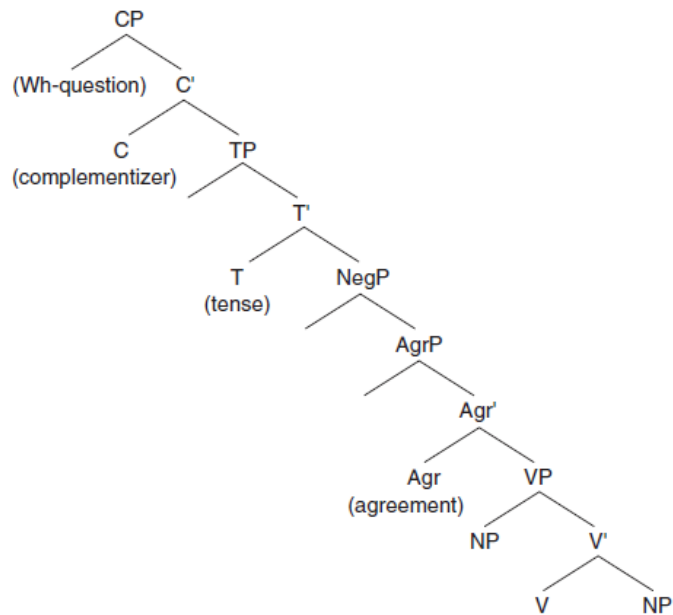 CP
(Wh-question) C'
C TP
(complementizer)
T'
T NegP
(tense)
AgrP
Agr'
Agr VP
(agreement)
NP V'
V NP